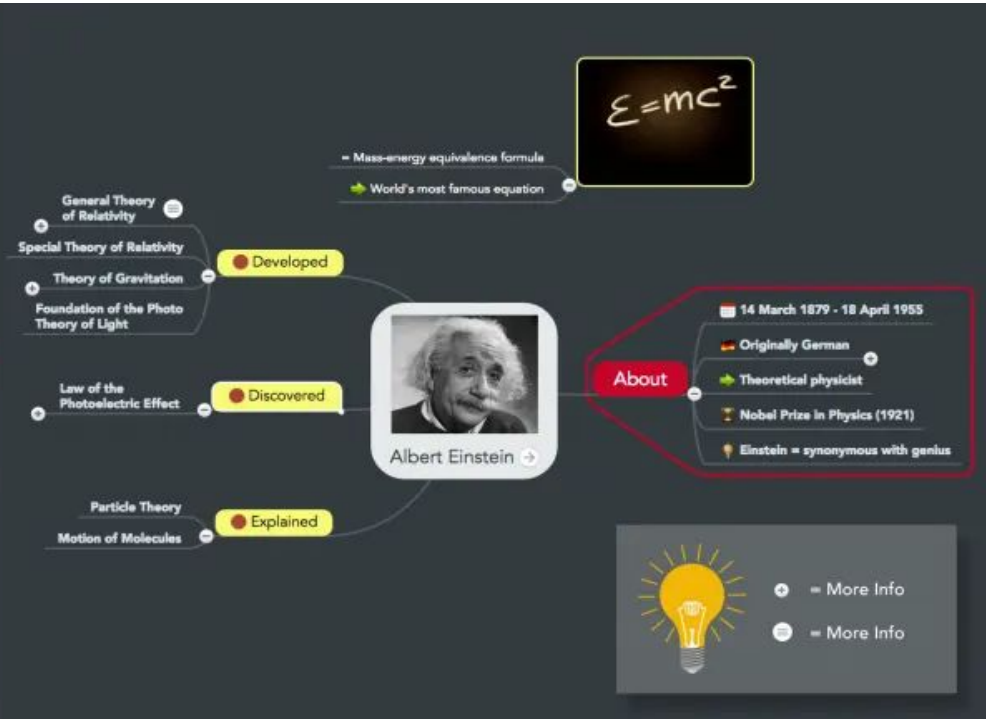 ℰ=mc²
= Mass-energy equivalence formula
World's most famous equation
General Theory
of Relativity
Special Theory of Relativity
Theory of Gravitation
Foundation of the Photo
Theory of Light
Developed
Law of the
Photoelectric Effect
Discovered
Particle Theory
Motion of Molecules
Explained
Albert Einstein
About
14 March 1879 - 18 April 1955
Originally German
Theoretical physicist
Nobel Prize in Physics (1921)
Einstein = synonymous with genius
= More Info
= More Info